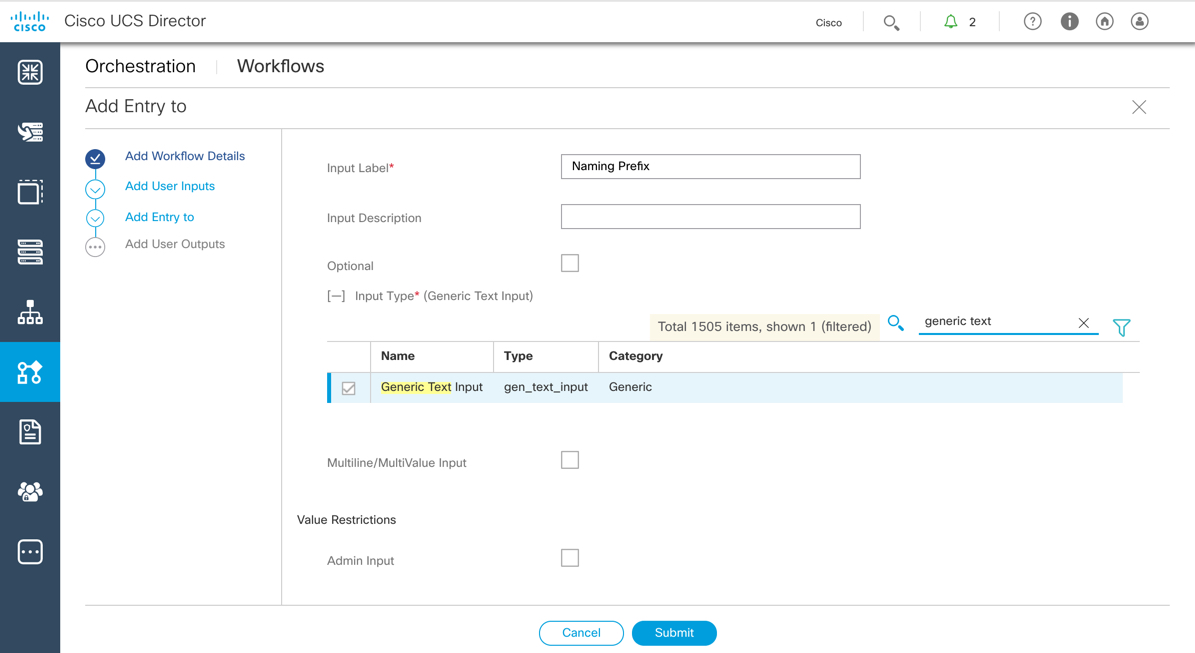 CISCO Cisco UCS Director Cisco 2
Orchestration Workflows
Add Entry to
Add Workflow Details
Add User Inputs
Add Entry to
Add User Outputs
Input Label* Naming Prefix
Input Description
Optional
[—] Input Type* (Generic Text Input)
Total 1505 items, shown 1 (filtered) generic text
Name Type Category
Generic Text Input gen_text_input Generic
Multiline/MultiValue Input
Value Restrictions
Admin Input
Cancel Submit